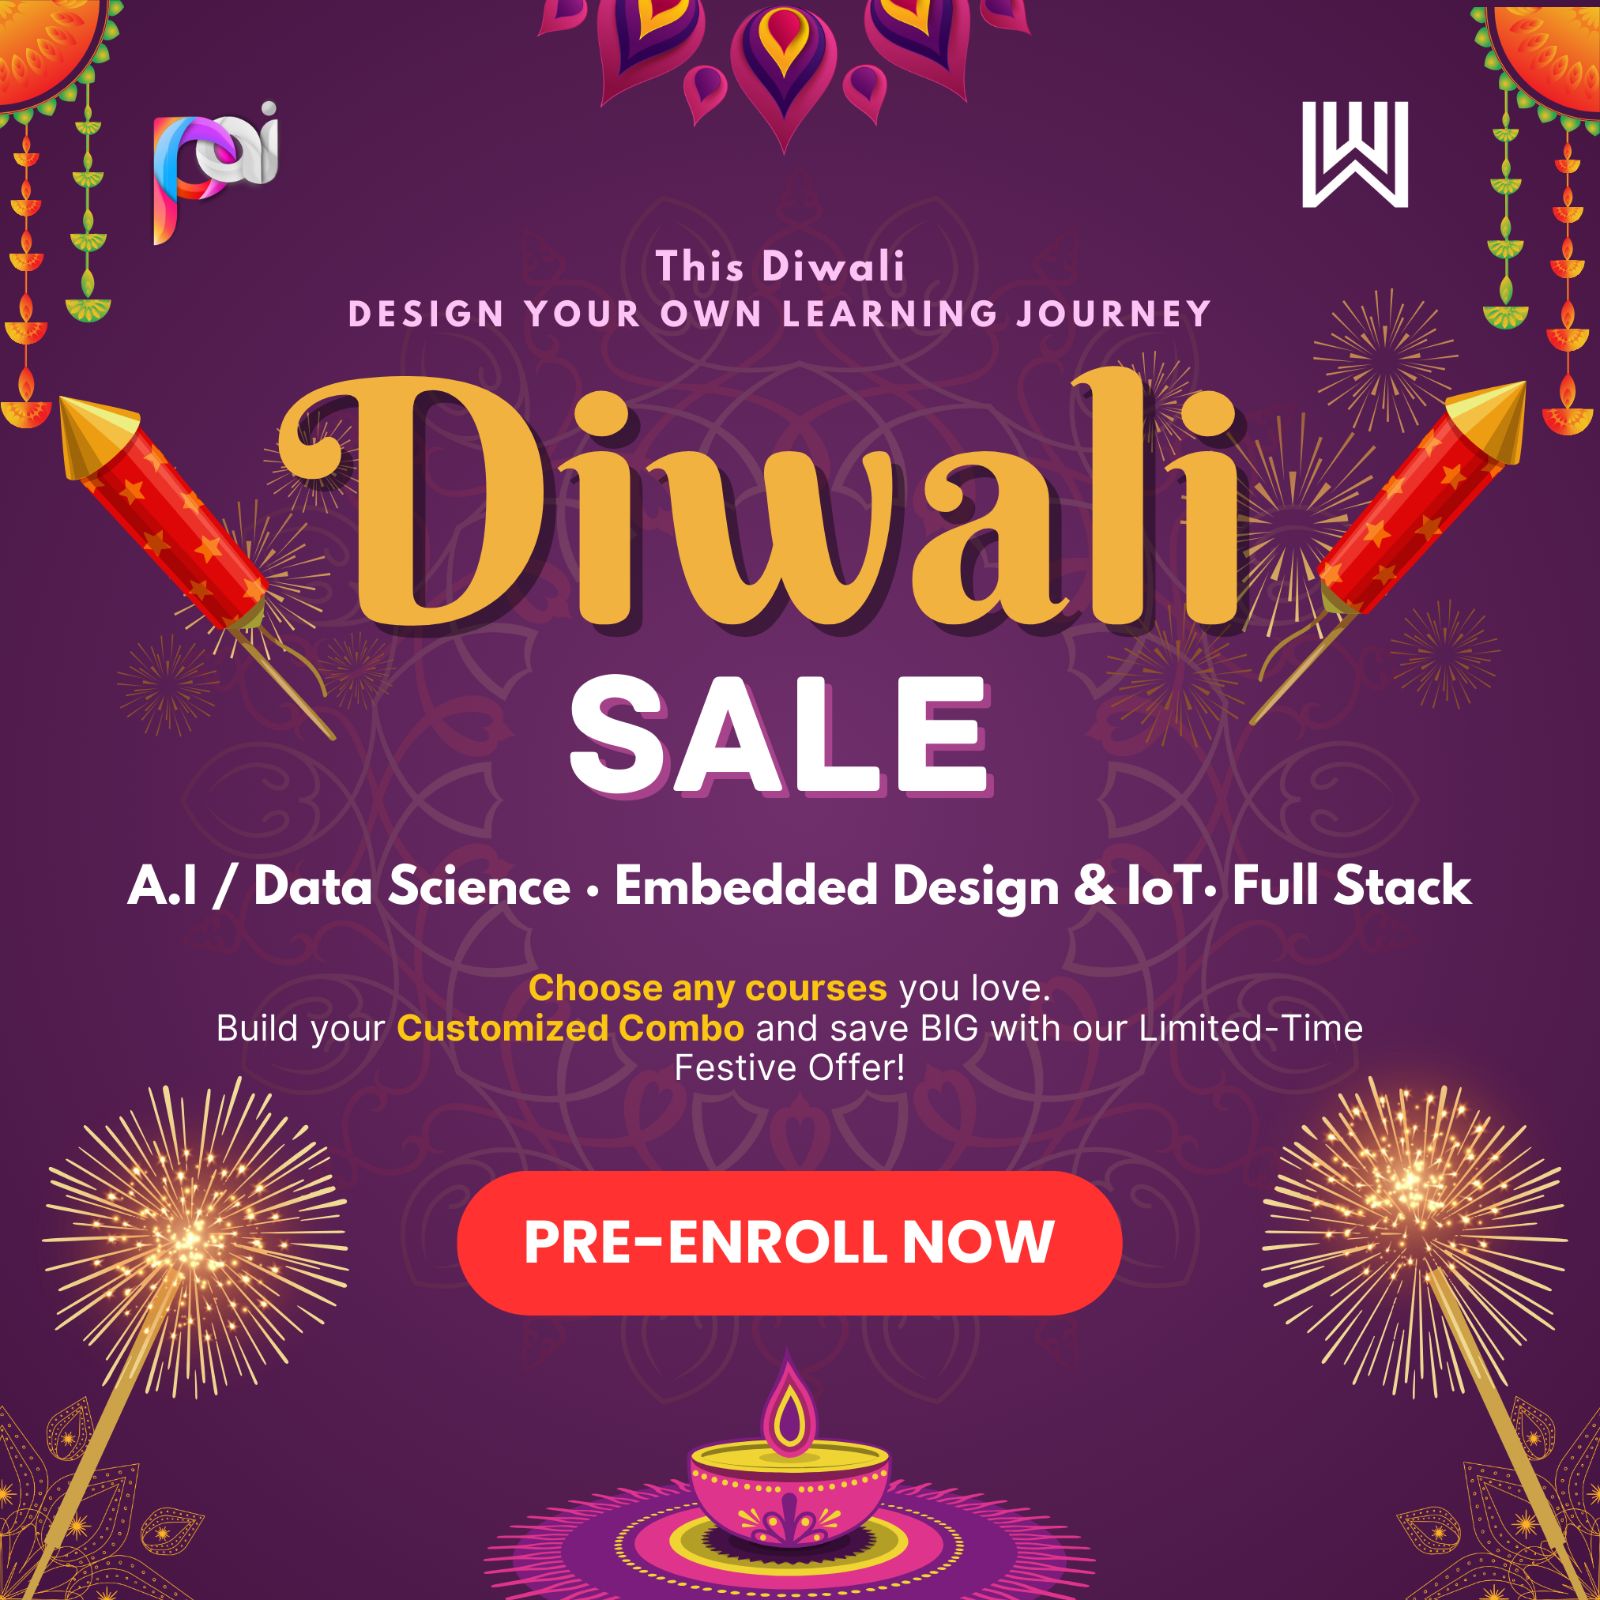 pai
W
This Diwali
DESIGN YOUR OWN LEARNING JOURNEY
Diwali
SALE
A.I / Data Science • Embedded Design & IoT• Full Stack
Choose any courses you love.
Build your Customized Combo and save BIG with our Limited-Time
Festive Offer!
PRE-ENROLL NOW